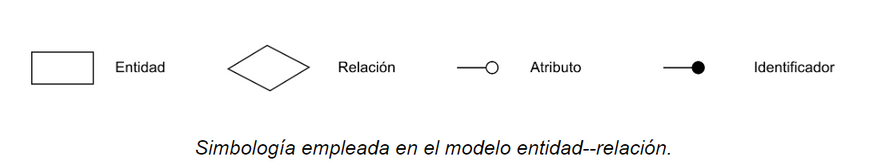 Entidad Relación Atributo Identificador
Simbología empleada en el modelo entidad--relación.